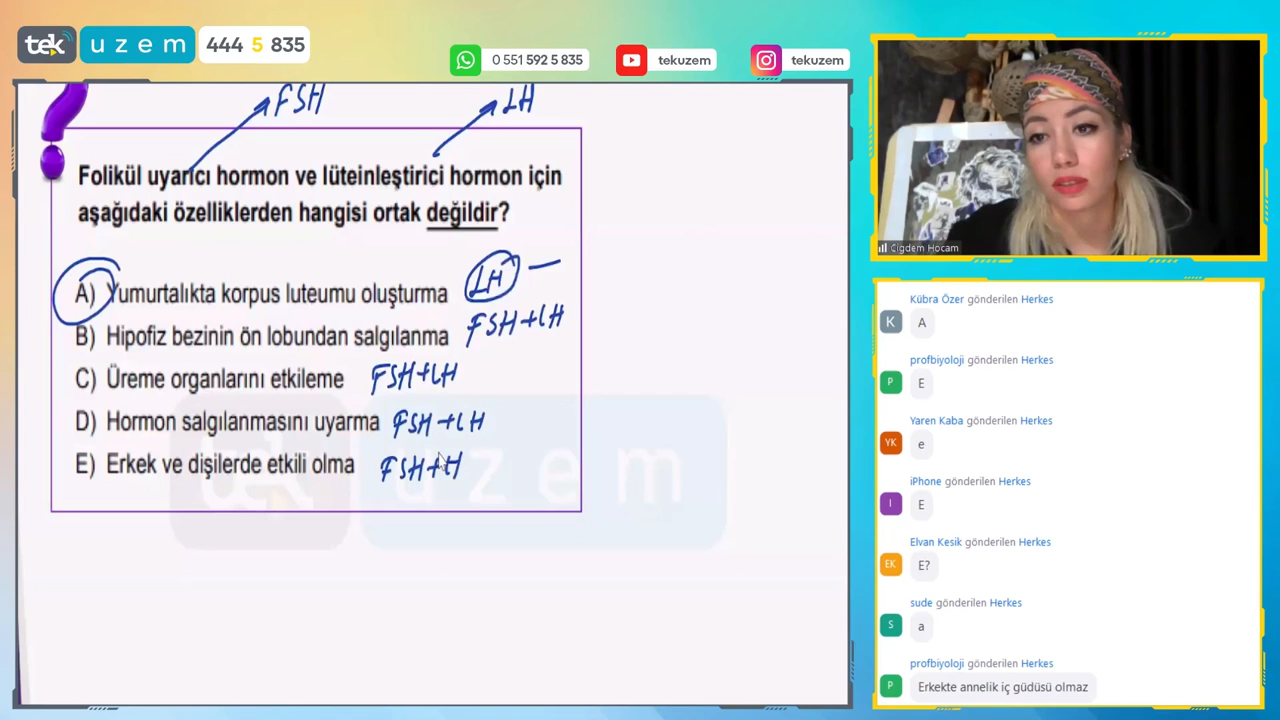 tek uzem 444 5 835
0 551 592 5 835
tekuzem
tekuzem
FSH
LH
Folikül uyarıcı hormon ve lüteinleştirici hormon için
aşağıdaki özelliklerden hangisi ortak değildir?
A) Yumurtalıkta korpus luteumu oluşturma LH —
B) Hipofiz bezinin ön lobundan salgılanma FSH+LH
C) Üreme organlarını etkileme FSH+LH
D) Hormon salgılanmasını uyarma FSH+LH
E) Erkek ve dişilerde etkili olma FSH+LH
tek uzem
Çigdem Hocam
Kübra Özer gönderilen Herkes
K A
profbiyoloji gönderilen Herkes
P E
Yaren Kaba gönderilen Herkes
YK e
iPhone gönderilen Herkes
I E
Elvan Kesik gönderilen Herkes
EK E?
sude gönderilen Herkes
S a
profbiyoloji gönderilen Herkes
P Erkekte annelik iç güdüsü olmaz